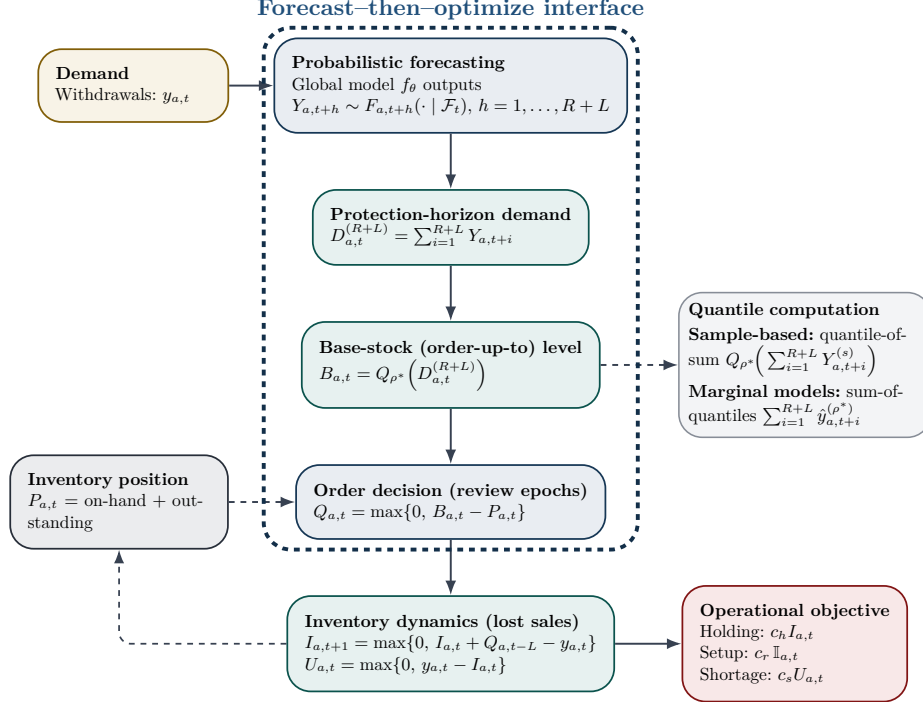 Forecast–then–optimize interface
Demand
Withdrawals: y_{a,t}
Probabilistic forecasting
Global model f_θ outputs
Y_{a,t+h} ∼ F_{a,t+h}(· | 𝓕_t), h = 1, . . . , R + L
Protection-horizon demand
D_{a,t}^{(R+L)} = ∑_{i=1}^{R+L} Y_{a,t+i}
Base-stock (order-up-to) level
B_{a,t} = Q_{ρ*}(D_{a,t}^{(R+L)})
Quantile computation
Sample-based: quantile-of-
sum Q_{ρ*}(∑_{i=1}^{R+L} Y_{a,t+i}^{(s)})
Marginal models: sum-of-
quantiles ∑_{i=1}^{R+L} ŷ_{a,t+i}^{(ρ*)}
Inventory position
P_{a,t} = on-hand + out-
standing
Order decision (review epochs)
Q_{a,t} = max{0, B_{a,t} − P_{a,t}}
Inventory dynamics (lost sales)
I_{a,t+1} = max{0, I_{a,t} + Q_{a,t−L} − y_{a,t}}
U_{a,t} = max{0, y_{a,t} − I_{a,t}}
Operational objective
Holding: c_h I_{a,t}
Setup: c_r 𝕀_{a,t}
Shortage: c_s U_{a,t}